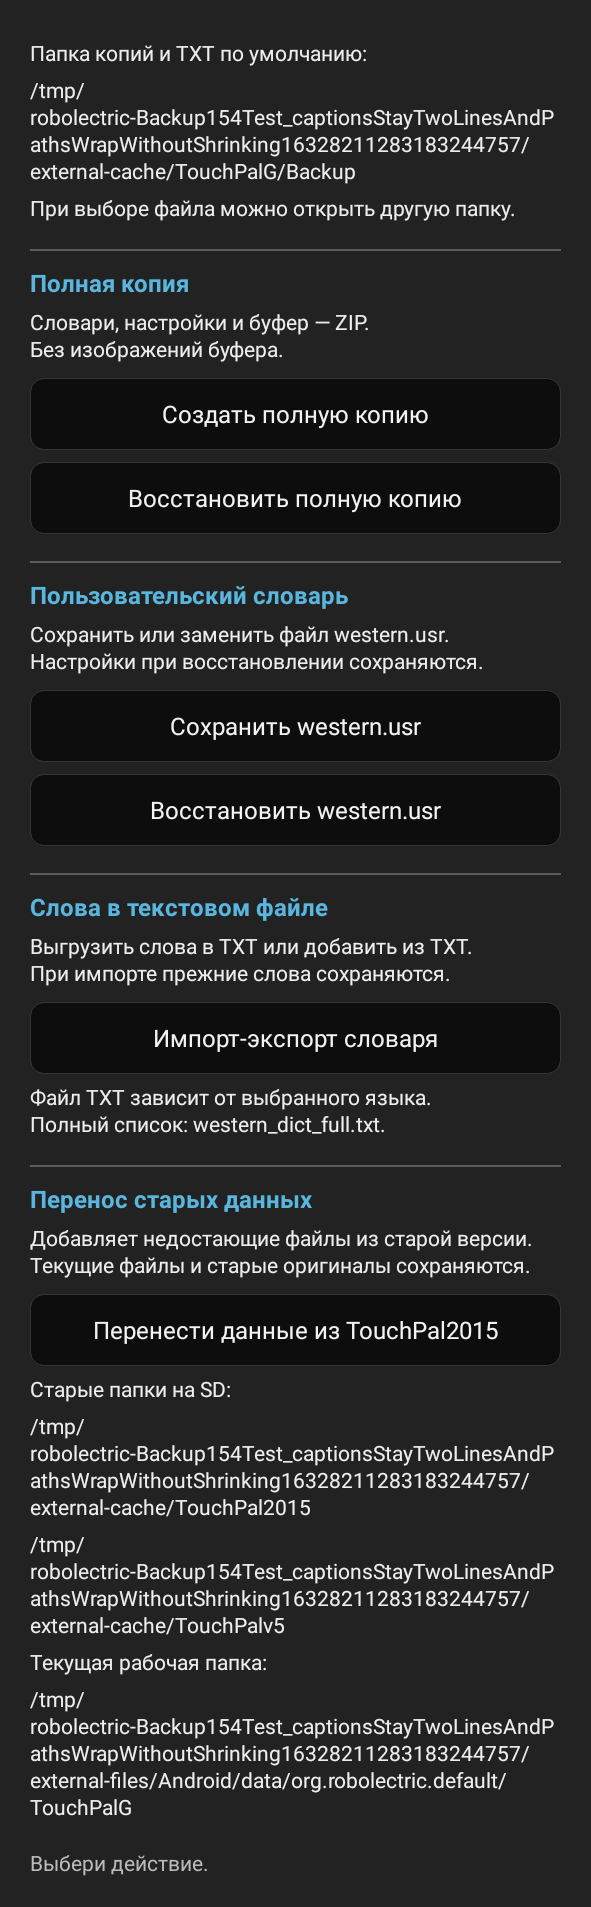 Папка копий и TXT по умолчанию:
/tmp/
robolectric-Backup154Test_captionsStayTwoLinesAndP
athsWrapWithoutShrinking16328211283183244757/
external-cache/TouchPalG/Backup
При выборе файла можно открыть другую папку.
Полная копия
Словари, настройки и буфер — ZIP.
Без изображений буфера.
Создать полную копию
Восстановить полную копию
Пользовательский словарь
Сохранить или заменить файл western.usr.
Настройки при восстановлении сохраняются.
Сохранить western.usr
Восстановить western.usr
Слова в текстовом файле
Выгрузить слова в TXT или добавить из TXT.
При импорте прежние слова сохраняются.
Импорт-экспорт словаря
Файл TXT зависит от выбранного языка.
Полный список: western_dict_full.txt.
Перенос старых данных
Добавляет недостающие файлы из старой версии.
Текущие файлы и старые оригиналы сохраняются.
Перенести данные из TouchPal2015
Старые папки на SD:
/tmp/
robolectric-Backup154Test_captionsStayTwoLinesAndP
athsWrapWithoutShrinking16328211283183244757/
external-cache/TouchPal2015
/tmp/
robolectric-Backup154Test_captionsStayTwoLinesAndP
athsWrapWithoutShrinking16328211283183244757/
external-cache/TouchPalv5
Текущая рабочая папка:
/tmp/
robolectric-Backup154Test_captionsStayTwoLinesAndP
athsWrapWithoutShrinking16328211283183244757/
external-files/Android/data/org.robolectric.default/
TouchPalG
Выбери действие.